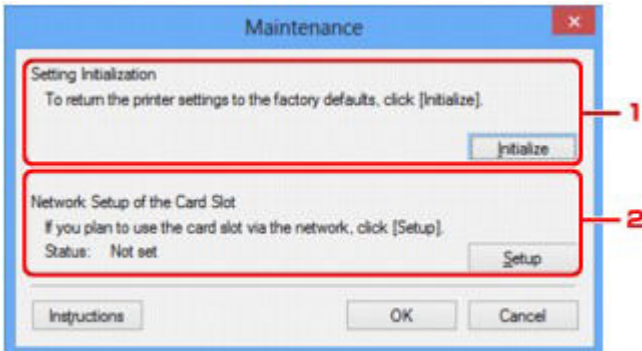 Maintenance
Setting Initialization
To return the printer settings to the factory defaults, click [Initialize].
1
Initialize
Network Setup of the Card Slot
If you plan to use the card slot via the network, click [Setup].
2
Status: Not set
Setup
Instructions OK Cancel